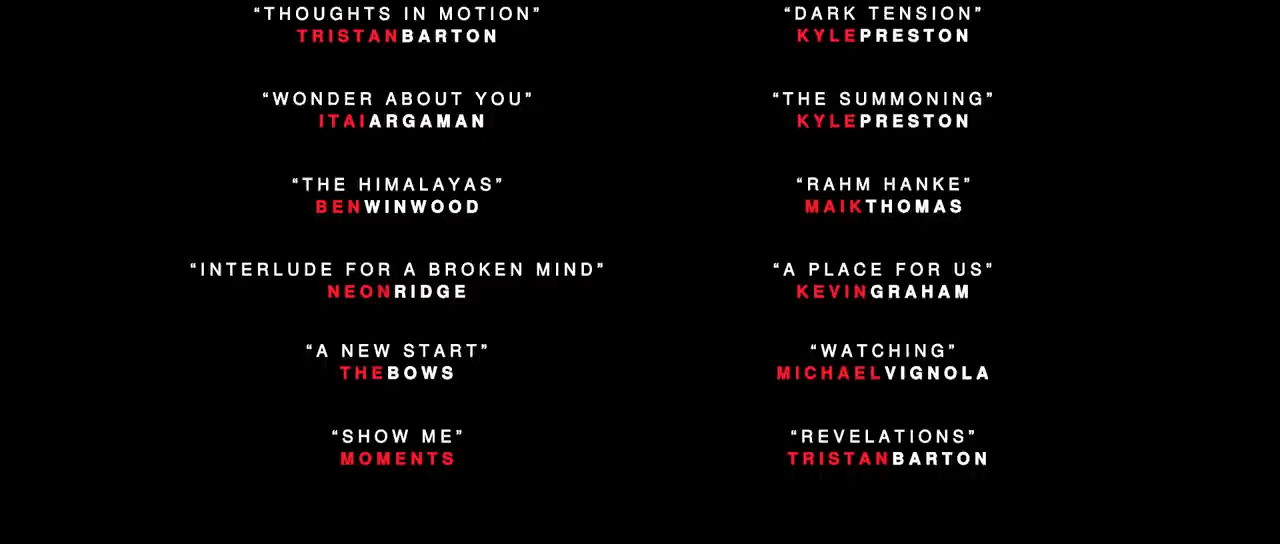 “THOUGHTS IN MOTION”
TRISTANBARTON
“WONDER ABOUT YOU”
ITAIARGAMAN
“THE HIMALAYAS”
BENWINWOOD
“INTERLUDE FOR A BROKEN MIND”
NEONRIDGE
“A NEW START”
THEBOWS
“SHOW ME”
MOMENTS
“DARK TENSION”
KYLEPRESTON
“THE SUMMONING”
KYLEPRESTON
“RAHM HANKE”
MAIKTHOMAS
“A PLACE FOR US”
KEVINGRAHAM
“WATCHING”
MICHAELVIGNOLA
“REVELATIONS”
TRISTANBARTON